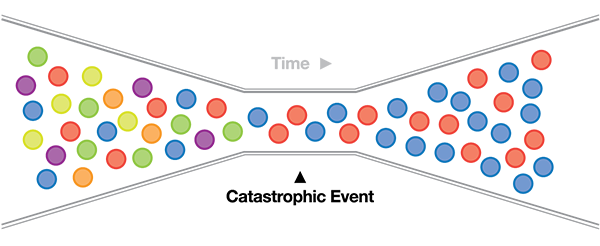 Time ►
▲
Catastrophic Event